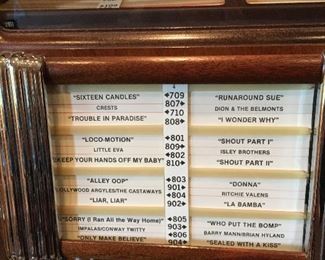 "SIXTEEN CANDLES" 709 "RUNAROUND SUE"
CRESTS 807 DION & THE BELMONTS
"TROUBLE IN PARADISE" 710 808 "I WONDER WHY"
"LOCO-MOTION" 801 "SHOUT PART I"
LITTLE EVA 809 ISLEY BROTHERS
"KEEP YOUR HANDS OFF MY BABY" 802 810 "SHOUT PART II"
"ALLEY OOP" 803 "DONNA"
HOLLYWOOD ARGYLES/THE CASTAWAYS 901 RITCHIE VALENS
"LIAR, LIAR" 804 902 "LA BAMBA"
"SORRY (I Ran All the Way Home)" 805 "WHO PUT THE BOMP"
IMPALAS/CONWAY TWITTY 903 BARRY MANN/BRIAN HYLAND
"ONLY MAKE BELIEVE" 806 904 "SEALED WITH A KISS"